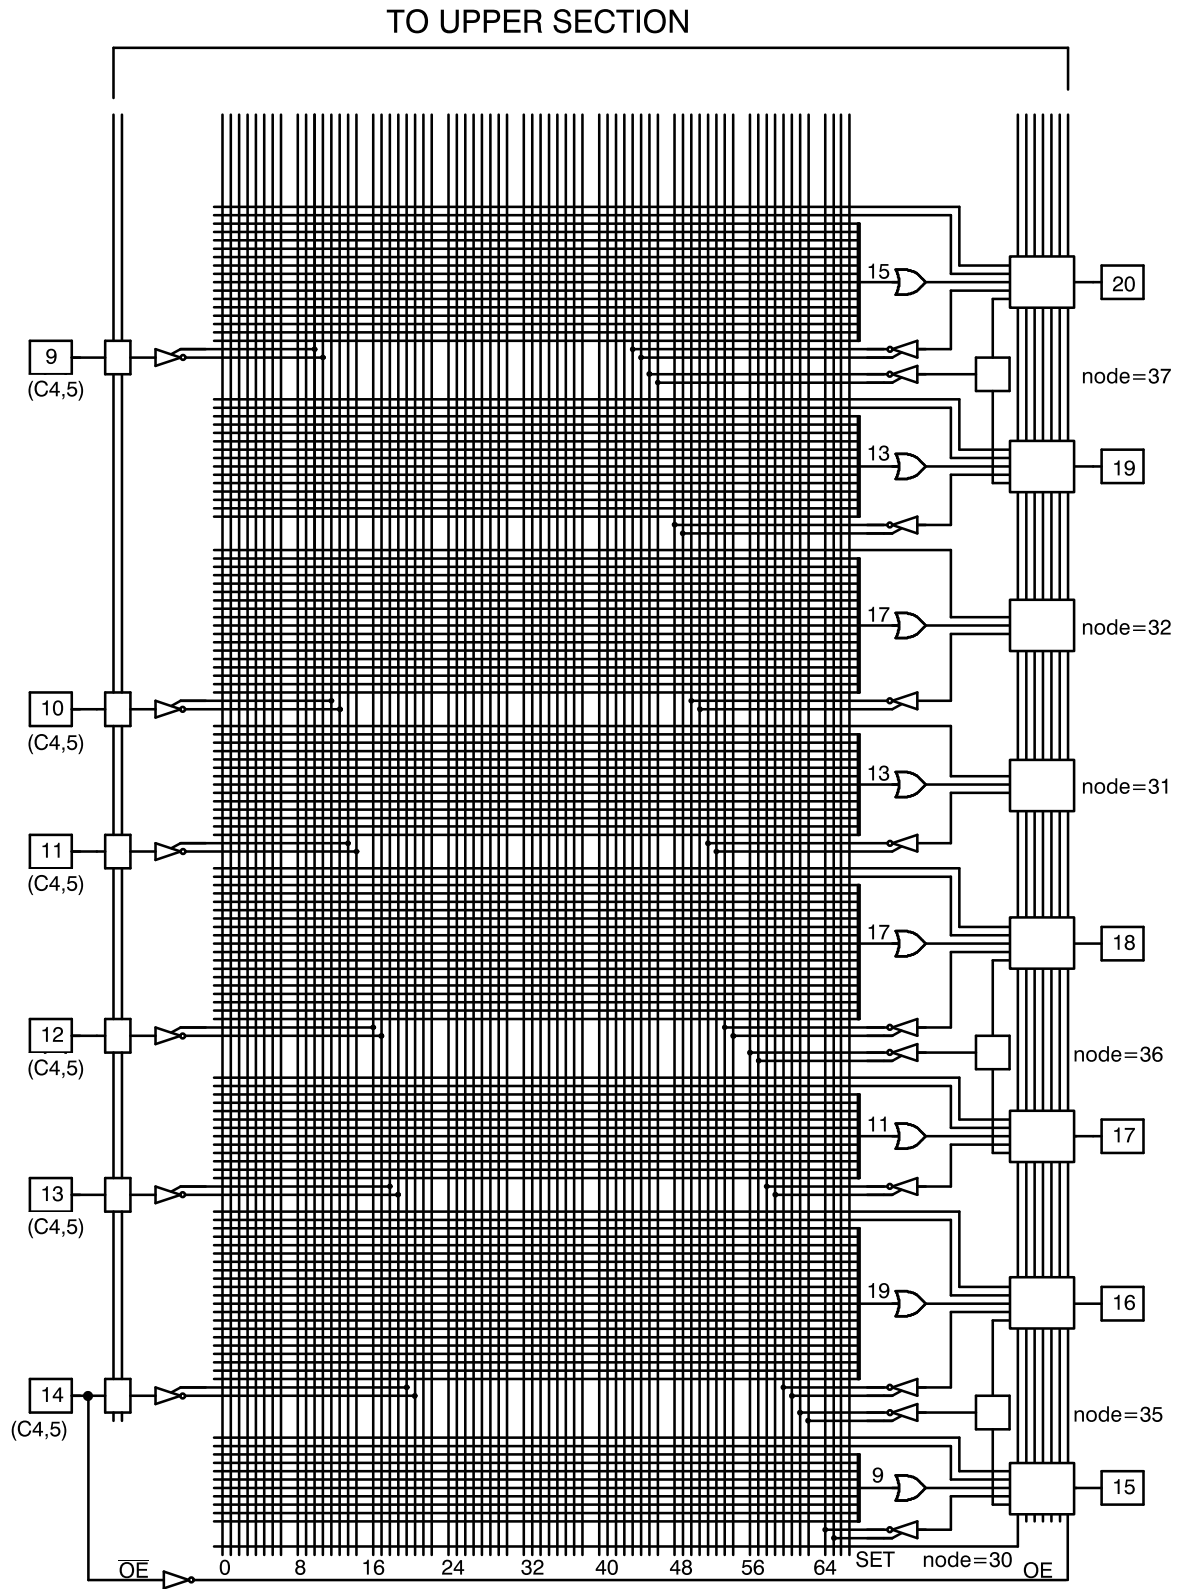 TO UPPER SECTION
15
20
9
(C4,5)
node=37
13
19
17
node=32
10
(C4,5)
13
node=31
11
(C4,5)
17
18
12
(C4,5)
node=36
11
17
13
(C4,5)
19
16
14
(C4,5)
node=35
9
15
OE 0 8 16 24 32 40 48 56 64 SET node=30 OE